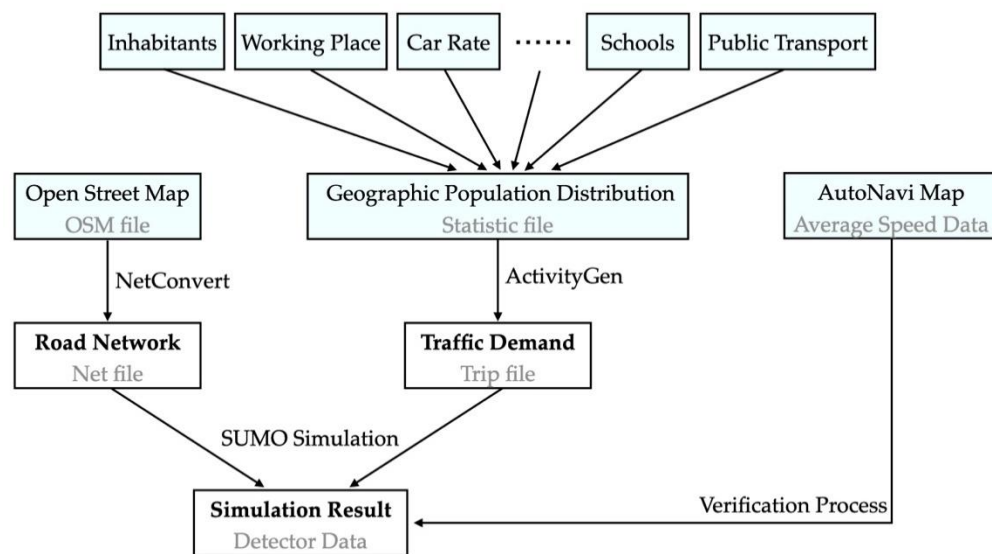 Inhabitants
Working Place
Car Rate
......
Schools
Public Transport
Open Street Map
OSM file
Geographic Population Distribution
Statistic file
AutoNavi Map
Average Speed Data
NetConvert
ActivityGen
Road Network
Net file
Traffic Demand
Trip file
SUMO Simulation
Simulation Result
Detector Data
Verification Process